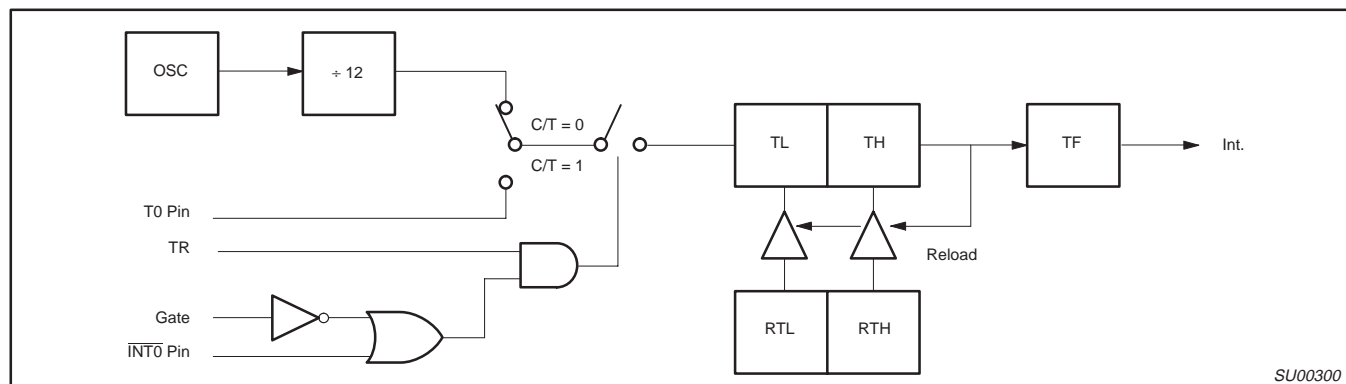 OSC
÷ 12
C/T = 0
C/T = 1
TL
TH
TF
Int.
T0 Pin
TR
Reload
Gate
INT0 Pin
RTL
RTH
SU00300